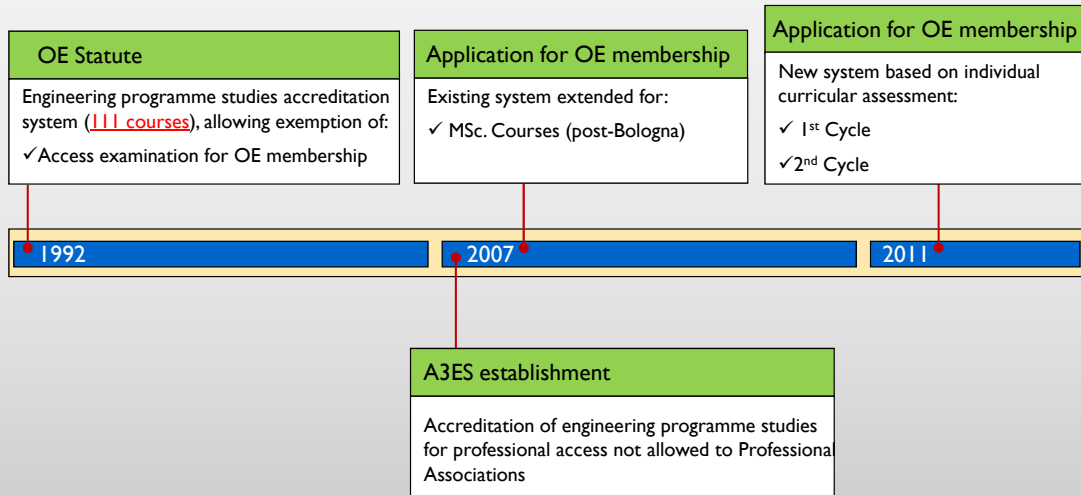 OE Statute
Engineering programme studies accreditation
system (111 courses), allowing exemption of:
✓Access examination for OE membership
Application for OE membership
Existing system extended for:
✓ MSc. Courses (post-Bologna)
Application for OE membership
New system based on individual
curricular assessment:
✓ 1st Cycle
✓2nd Cycle
1992
2007
2011
A3ES establishment
Accreditation of engineering programme studies
for professional access not allowed to Professional
Associations